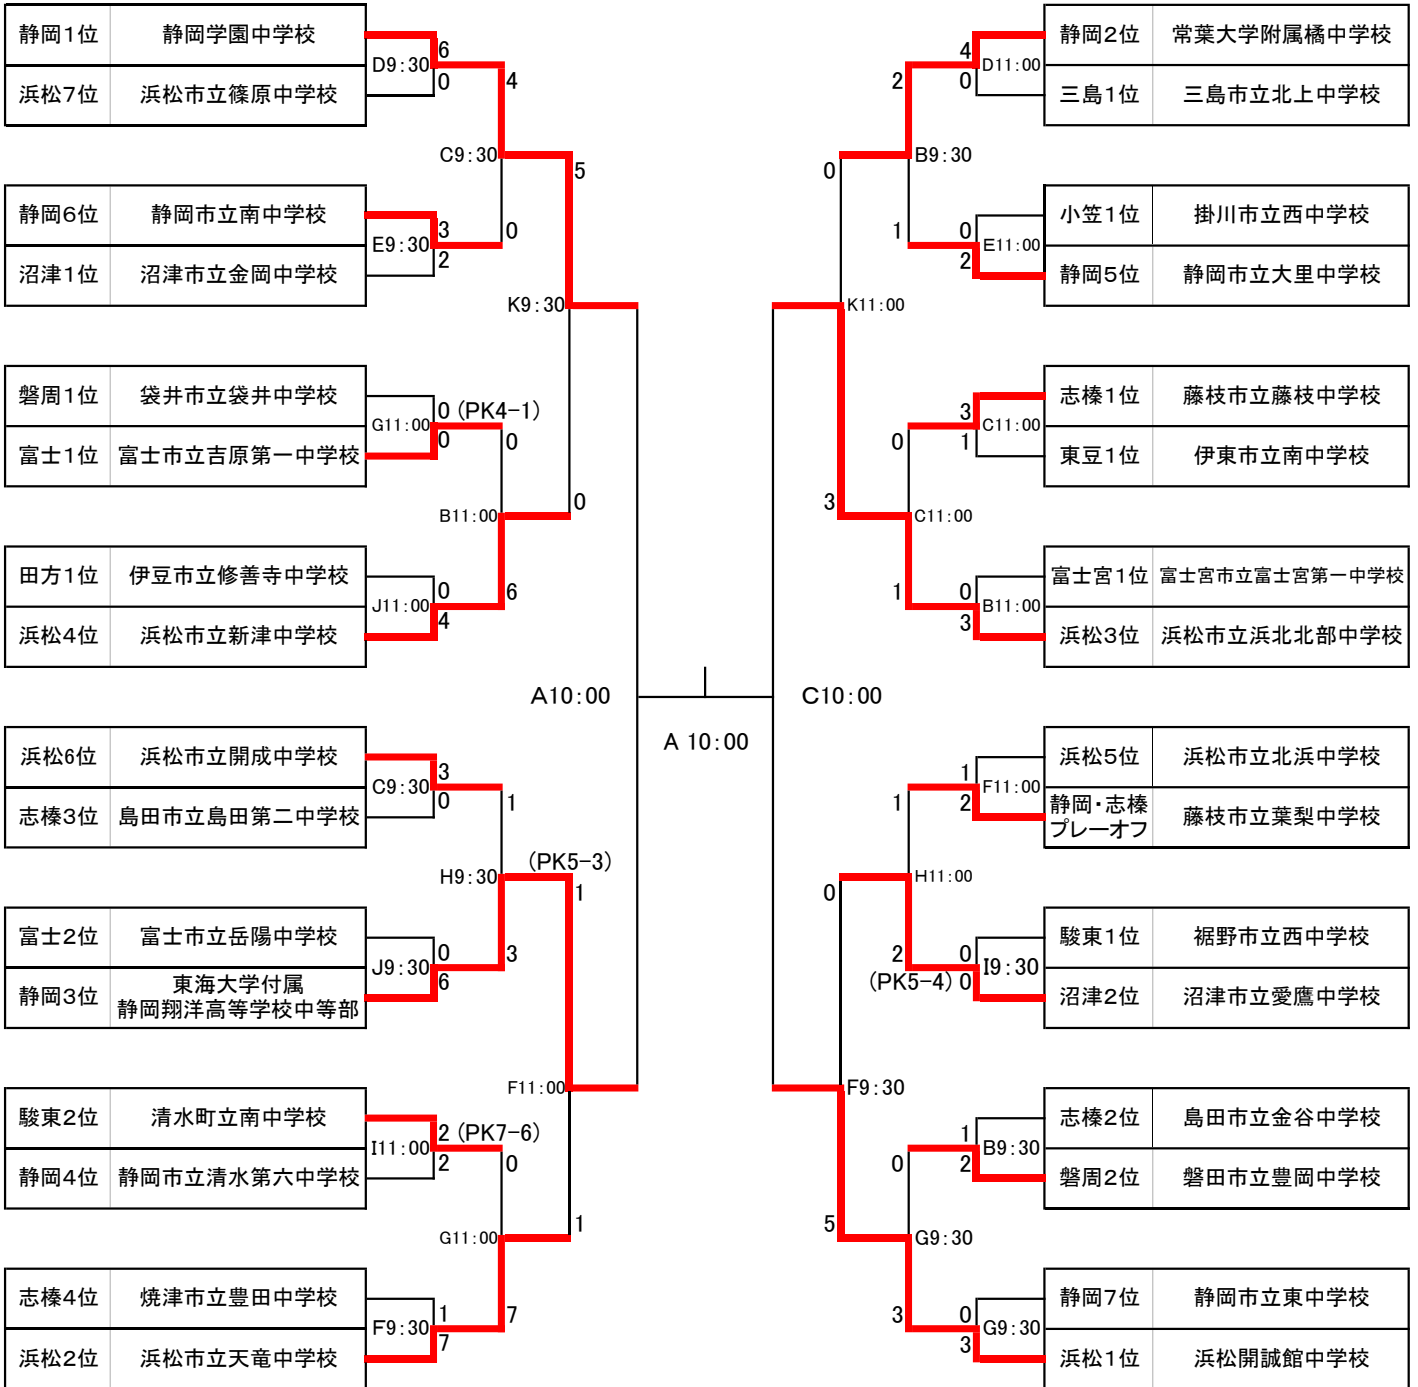 静岡1位 静岡学園中学校
浜松7位 浜松市立篠原中学校
D9:30
6
0
4
静岡6位 静岡市立南中学校
沼津1位 沼津市立金岡中学校
E9:30
3
2
0
C9:30
5
磐周1位 袋井市立袋井中学校
富士1位 富士市立吉原第一中学校
G11:00
0 (PK4-1)
0
0
田方1位 伊豆市立修善寺中学校
浜松4位 浜松市立新津中学校
J11:00
0
4
6
B11:00
0
K9:30
浜松6位 浜松市立開成中学校
志榛3位 島田市立島田第二中学校
C9:30
3
0
1
富士2位 富士市立岳陽中学校
静岡3位 東海大学付属
静岡翔洋高等学校中等部
J9:30
0
6
3
H9:30
(PK5-3)
1
駿東2位 清水町立南中学校
静岡4位 静岡市立清水第六中学校
I11:00
2 (PK7-6)
2
0
志榛4位 焼津市立豊田中学校
浜松2位 浜松市立天竜中学校
F9:30
1
7
7
G11:00
1
F11:00
A10:00
A 10:00
C10:00
静岡2位 常葉大学附属橘中学校
三島1位 三島市立北上中学校
D11:00
4
0
2
小笠1位 掛川市立西中学校
静岡5位 静岡市立大里中学校
E11:00
0
2
1
B9:30
0
志榛1位 藤枝市立藤枝中学校
東豆1位 伊東市立南中学校
C11:00
3
1
0
富士宮1位 富士宮市立富士宮第一中学校
浜松3位 浜松市立浜北北部中学校
B11:00
0
3
1
C11:00
3
K11:00
浜松5位 浜松市立北浜中学校
静岡・志榛
プレーオフ 藤枝市立葉梨中学校
F11:00
1
2
1
駿東1位 裾野市立西中学校
沼津2位 沼津市立愛鷹中学校
I9:30
0
(PK5-4) 0
2
H11:00
0
志榛2位 島田市立金谷中学校
磐周2位 磐田市立豊岡中学校
B9:30
1
2
0
静岡7位 静岡市立東中学校
浜松1位 浜松開誠館中学校
G9:30
0
3
3
G9:30
5
F9:30